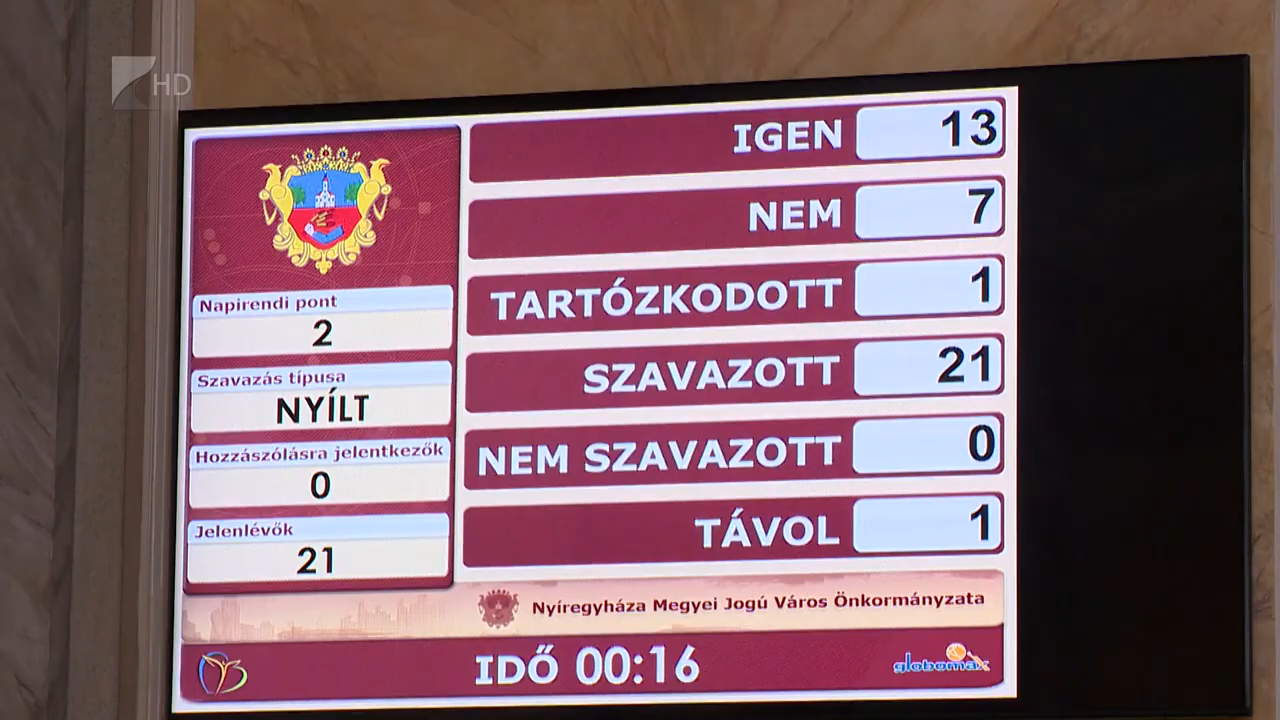 HD
Napirendi pont
2
Szavazás típusa
NYÍLT
Hozzászólásra jelentkezők
0
Jelenlévők
21
IGEN 13
NEM 7
TARTÓZKODOTT 1
SZAVAZOTT 21
NEM SZAVAZOTT 0
TÁVOL 1
Nyíregyháza Megyei Jogú Város Önkormányzata
IDŐ 00:16
globomax